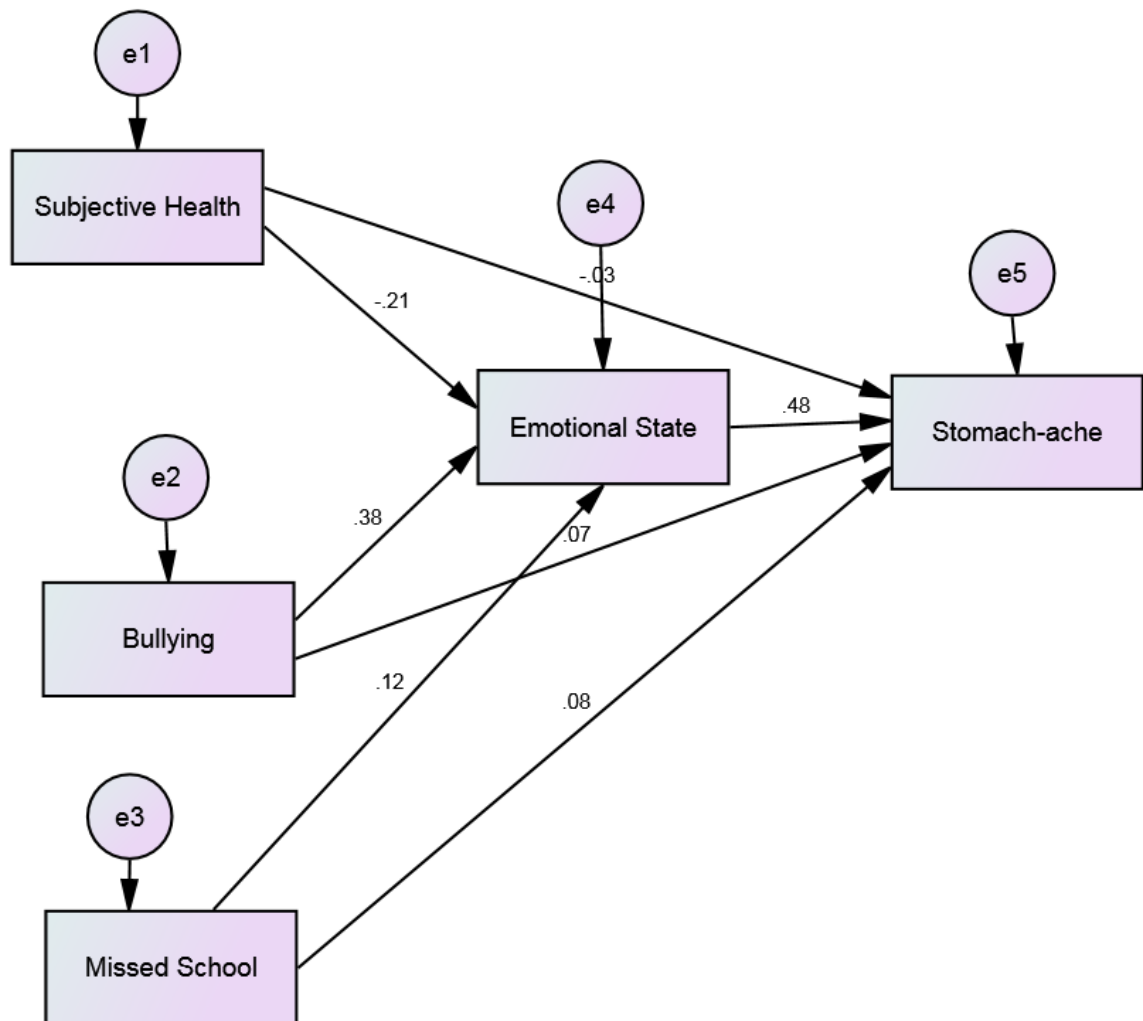 e1
Subjective Health
e4
-.03
e5
-.21
Emotional State
.48
Stomach-ache
e2
.38
.07
Bullying
.12
.08
e3
Missed School